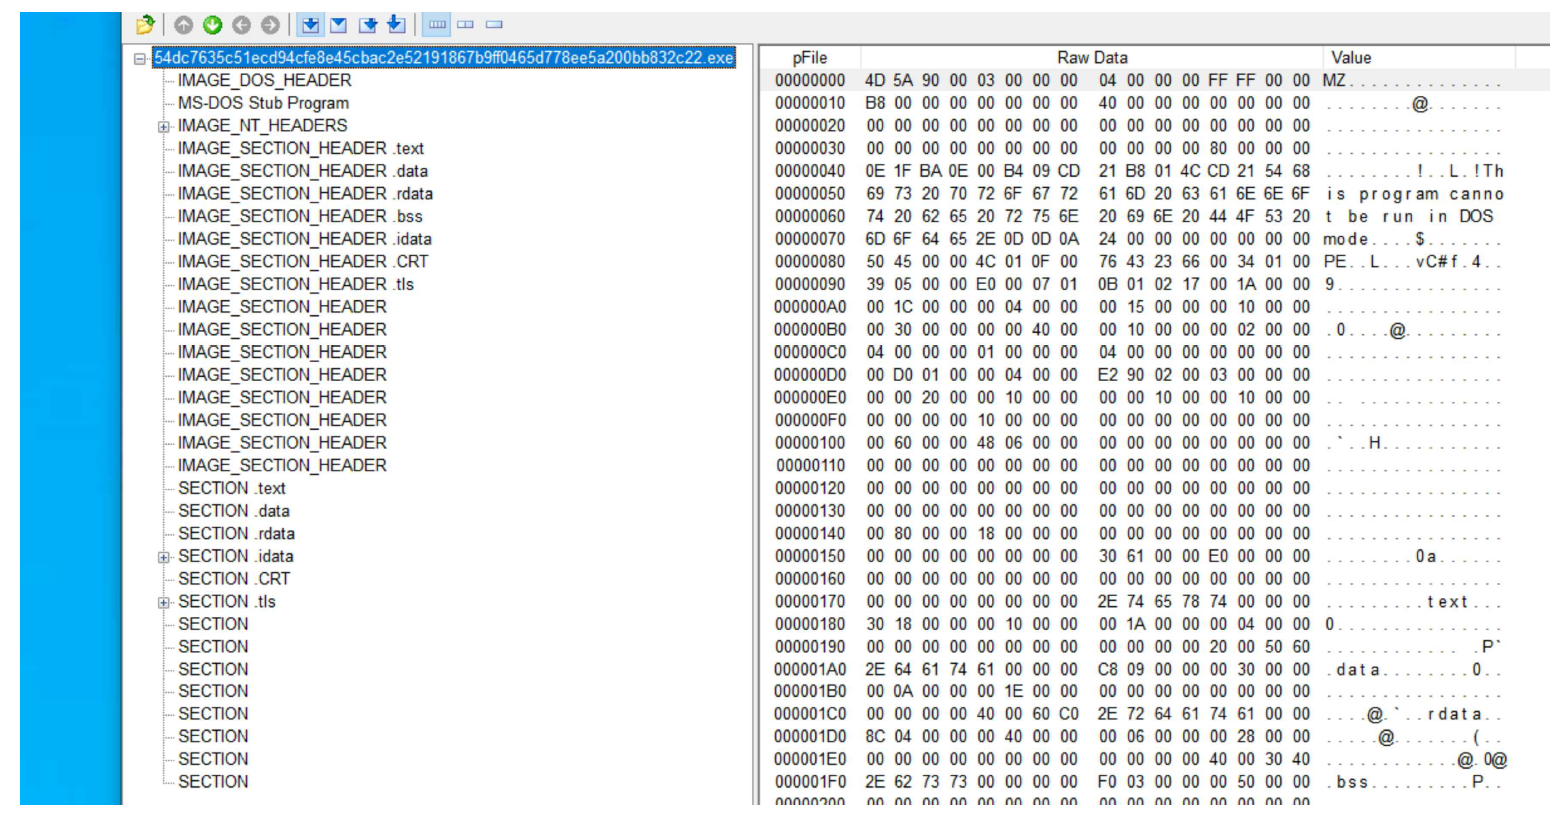 54dc7635c51ecd94cfe8e45cbac2e52191867b9ff0465d778ee5a200bb832c22.exe
IMAGE_DOS_HEADER
MS-DOS Stub Program
IMAGE_NT_HEADERS
IMAGE_SECTION_HEADER .text
IMAGE_SECTION_HEADER .data
IMAGE_SECTION_HEADER .rdata
IMAGE_SECTION_HEADER .bss
IMAGE_SECTION_HEADER .idata
IMAGE_SECTION_HEADER .CRT
IMAGE_SECTION_HEADER .tls
IMAGE_SECTION_HEADER
IMAGE_SECTION_HEADER
IMAGE_SECTION_HEADER
IMAGE_SECTION_HEADER
IMAGE_SECTION_HEADER
IMAGE_SECTION_HEADER
IMAGE_SECTION_HEADER
IMAGE_SECTION_HEADER
SECTION .text
SECTION .data
SECTION .rdata
SECTION .idata
SECTION .CRT
SECTION .tls
SECTION
SECTION
SECTION
SECTION
SECTION
SECTION
SECTION
SECTION
pFile Raw Data Value
00000000 4D 5A 90 00 03 00 00 00 04 00 00 00 FF FF 00 00 MZ..............
00000010 B8 00 00 00 00 00 00 00 40 00 00 00 00 00 00 00 ........@.......
00000020 00 00 00 00 00 00 00 00 00 00 00 00 00 00 00 00 ................
00000030 00 00 00 00 00 00 00 00 00 00 00 00 80 00 00 00 ................
00000040 0E 1F BA 0E 00 B4 09 CD 21 B8 01 4C CD 21 54 68 ........!..L.!Th
00000050 69 73 20 70 72 6F 67 72 61 6D 20 63 61 6E 6E 6F is program canno
00000060 74 20 62 65 20 72 75 6E 20 69 6E 20 44 4F 53 20 t be run in DOS
00000070 6D 6F 64 65 2E 0D 0D 0A 24 00 00 00 00 00 00 00 mode....$.......
00000080 50 45 00 00 4C 01 0F 00 76 43 23 66 00 34 01 00 PE..L...vC#f.4..
00000090 39 05 00 00 E0 00 07 01 0B 01 02 17 00 1A 00 00 9...............
000000A0 00 1C 00 00 00 04 00 00 00 15 00 00 00 10 00 00 ................
000000B0 00 30 00 00 00 00 40 00 00 10 00 00 00 02 00 00 .0....@.........
000000C0 04 00 00 00 01 00 00 00 04 00 00 00 00 00 00 00 ................
000000D0 00 D0 01 00 00 04 00 00 E2 90 02 00 03 00 00 00 ................
000000E0 00 00 20 00 00 10 00 00 00 00 10 00 00 10 00 00 .. .............
000000F0 00 00 00 00 10 00 00 00 00 00 00 00 00 00 00 00 ................
00000100 00 60 00 00 48 06 00 00 00 00 00 00 00 00 00 00 .`..H...........
00000110 00 00 00 00 00 00 00 00 00 00 00 00 00 00 00 00 ................
00000120 00 00 00 00 00 00 00 00 00 00 00 00 00 00 00 00 ................
00000130 00 00 00 00 00 00 00 00 00 00 00 00 00 00 00 00 ................
00000140 00 80 00 00 18 00 00 00 00 00 00 00 00 00 00 00 ................
00000150 00 00 00 00 00 00 00 00 30 61 00 00 E0 00 00 00 ........0a......
00000160 00 00 00 00 00 00 00 00 00 00 00 00 00 00 00 00 ................
00000170 00 00 00 00 00 00 00 00 2E 74 65 78 74 00 00 00 .........text...
00000180 30 18 00 00 00 10 00 00 00 1A 00 00 00 04 00 00 0...............
00000190 00 00 00 00 00 00 00 00 00 00 00 00 20 00 50 60 ............ .P`
000001A0 2E 64 61 74 61 00 00 00 C8 09 00 00 00 30 00 00 .data........0..
000001B0 00 0A 00 00 00 1E 00 00 00 00 00 00 00 00 00 00 ................
000001C0 00 00 00 00 40 00 60 C0 2E 72 64 61 74 61 00 00 ....@.`..rdata..
000001D0 8C 04 00 00 00 40 00 00 00 06 00 00 00 28 00 00 .....@.......(..
000001E0 00 00 00 00 00 00 00 00 00 00 00 00 40 00 30 40 ............@.0@
000001F0 2E 62 73 73 00 00 00 00 F0 03 00 00 00 50 00 00 .bss.........P..
00000200 00 00 00 00 00 00 00 00 00 00 00 00 00 00 00 00